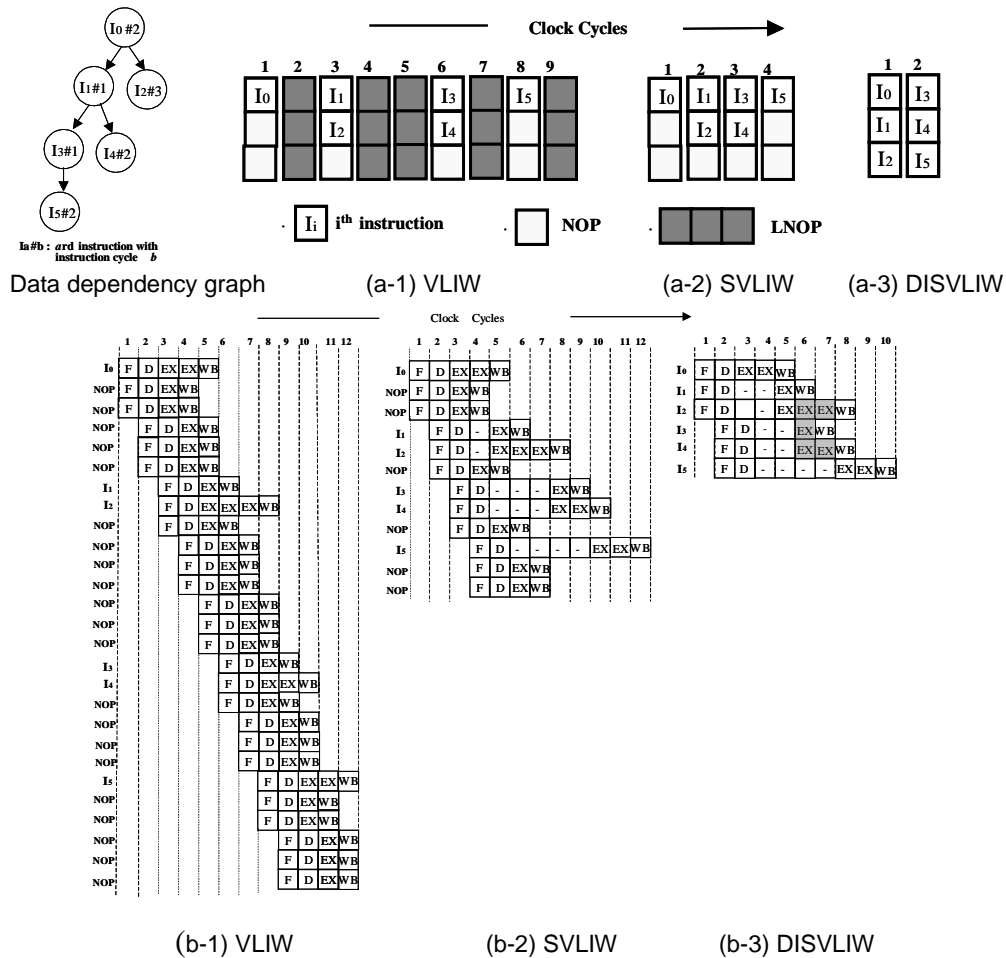 Clock Cycles
I0 #2
I1#1
I2#3
I3#1
I4#2
I5#2
Ia#b : ard instruction with
instruction cycle b
1 2 3 4 5 6 7 8 9
I0 I1 I3 I5
I2 I4
1 2 3 4
I0 I1 I3 I5
I2 I4
1 2
I0 I3
I1 I4
I2 I5
. Ii ith instruction . NOP . LNOP
Data dependency graph (a-1) VLIW (a-2) SVLIW (a-3) DISVLIW
Clock Cycles
1 2 3 4 5 6 7 8 9 10 11 12
I0 F D EX EX WB
NOP F D EX WB
NOP F D EX WB
NOP F D EX WB
NOP F D EX WB
NOP F D EX WB
I1 F D EX WB
I2 F D EX EX EX WB
NOP F D EX WB
NOP F D EX WB
NOP F D EX WB
NOP F D EX WB
NOP F D EX WB
NOP F D EX WB
NOP F D EX WB
I3 F D EX WB
I4 F D EX EX WB
NOP F D EX WB
NOP F D EX WB
NOP F D EX WB
NOP F D EX WB
I5 F D EX EX WB
NOP F D EX WB
NOP F D EX WB
NOP F D EX WB
NOP F D EX WB
NOP F D EX WB
1 2 3 4 5 6 7 8 9 10 11 12
I0 F D EX EX WB
NOP F D EX WB
NOP F D EX WB
I1 F D - EX WB
I2 F D - EX EX EX WB
NOP F D EX WB
I3 F D - - - EX WB
I4 F D - - - EX EX WB
NOP F D EX WB
I5 F D - - - - EX EX WB
NOP F D EX WB
NOP F D EX WB
1 2 3 4 5 6 7 8 9 10
I0 F D EX EX WB
I1 F D - - EX WB
I2 F D - EX EX EX WB
I3 F D - - EX WB
I4 F D - - EX EX WB
I5 F D - - - - EX EX WB
(b-1) VLIW (b-2) SVLIW (b-3) DISVLIW